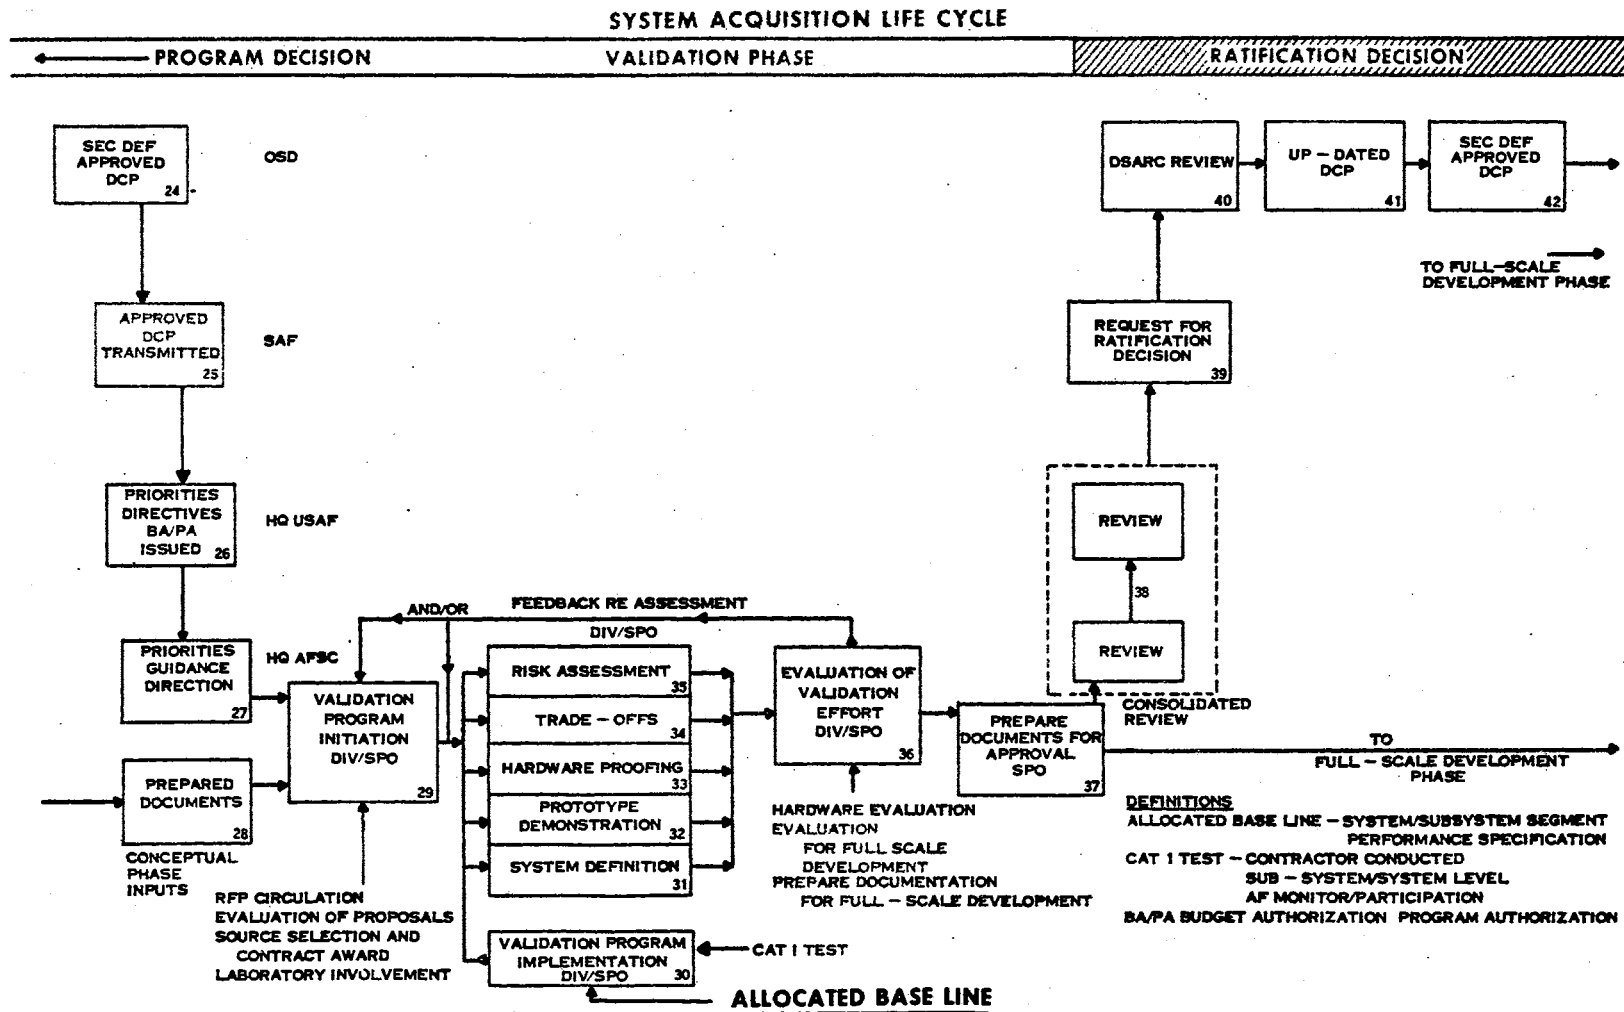 SYSTEM ACQUISITION LIFE CYCLE
PROGRAM DECISION
VALIDATION PHASE
RATIFICATION DECISION
SEC DEF
APPROVED
DCP
24
OSD
APPROVED
DCP
TRANSMITTED
25
SAF
PRIORITIES
DIRECTIVES
BA/PA
ISSUED 26
HQ USAF
PRIORITIES
GUIDANCE
DIRECTION
27
HQ AFSC
PREPARED
DOCUMENTS
28
CONCEPTUAL
PHASE
INPUTS
VALIDATION
PROGRAM
INITIATION
DIV/SPO
29
RFP CIRCULATION
EVALUATION OF PROPOSALS
SOURCE SELECTION AND
CONTRACT AWARD
LABORATORY INVOLVEMENT
AND/OR
FEEDBACK RE ASSESSMENT
DIV/SPO
RISK ASSESSMENT
35
TRADE - OFFS
34
HARDWARE PROOFING
33
PROTOTYPE
DEMONSTRATION
32
SYSTEM DEFINITION
31
VALIDATION PROGRAM
IMPLEMENTATION
DIV/SPO
30
CAT I TEST
ALLOCATED BASE LINE
EVALUATION OF
VALIDATION
EFFORT
DIV/SPO
36
HARDWARE EVALUATION
EVALUATION
FOR FULL SCALE
DEVELOPMENT
PREPARE DOCUMENTATION
FOR FULL - SCALE DEVELOPMENT
PREPARE
DOCUMENTS FOR
APPROVAL
SPO
37
REVIEW
38
REVIEW
CONSOLIDATED
REVIEW
REQUEST FOR
RATIFICATION
DECISION
39
DSARC REVIEW
40
UP - DATED
DCP
41
SEC DEF
APPROVED
DCP
42
TO FULL-SCALE
DEVELOPMENT PHASE
TO
FULL - SCALE DEVELOPMENT
PHASE
DEFINITIONS
ALLOCATED BASE LINE - SYSTEM/SUBSYSTEM SEGMENT
PERFORMANCE SPECIFICATION
CAT I TEST - CONTRACTOR CONDUCTED
SUB - SYSTEM/SYSTEM LEVEL
AF MONITOR/PARTICIPATION
BA/PA BUDGET AUTHORIZATION PROGRAM AUTHORIZATION